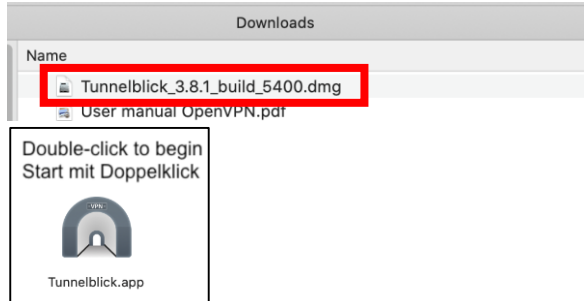 Downloads
Name
Tunnelblick_3.8.1_build_5400.dmg
User manual OpenVPN.pdf
Double-click to begin
Start mit Doppelklick
VPN
Tunnelblick.app